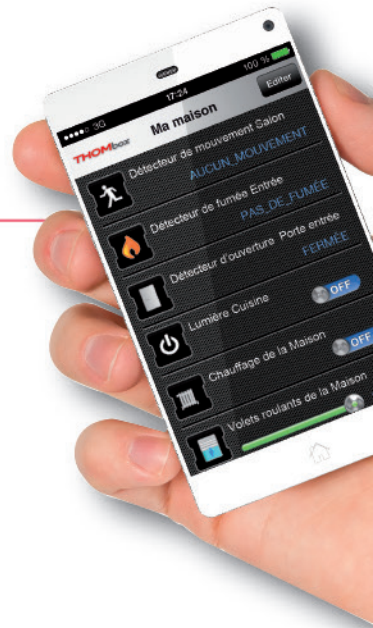 3G 17:24 100 %
THOMbox Ma maison Editer
Détecteur de mouvement Salon
AUCUN_MOUVEMENT
Détecteur de fumée Entrée
PAS_DE_FUMÉE
Détecteur d'ouverture Porte entrée
FERMÉE
Lumière Cuisine OFF
Chauffage de la Maison OFF
Volets roulants de la Maison